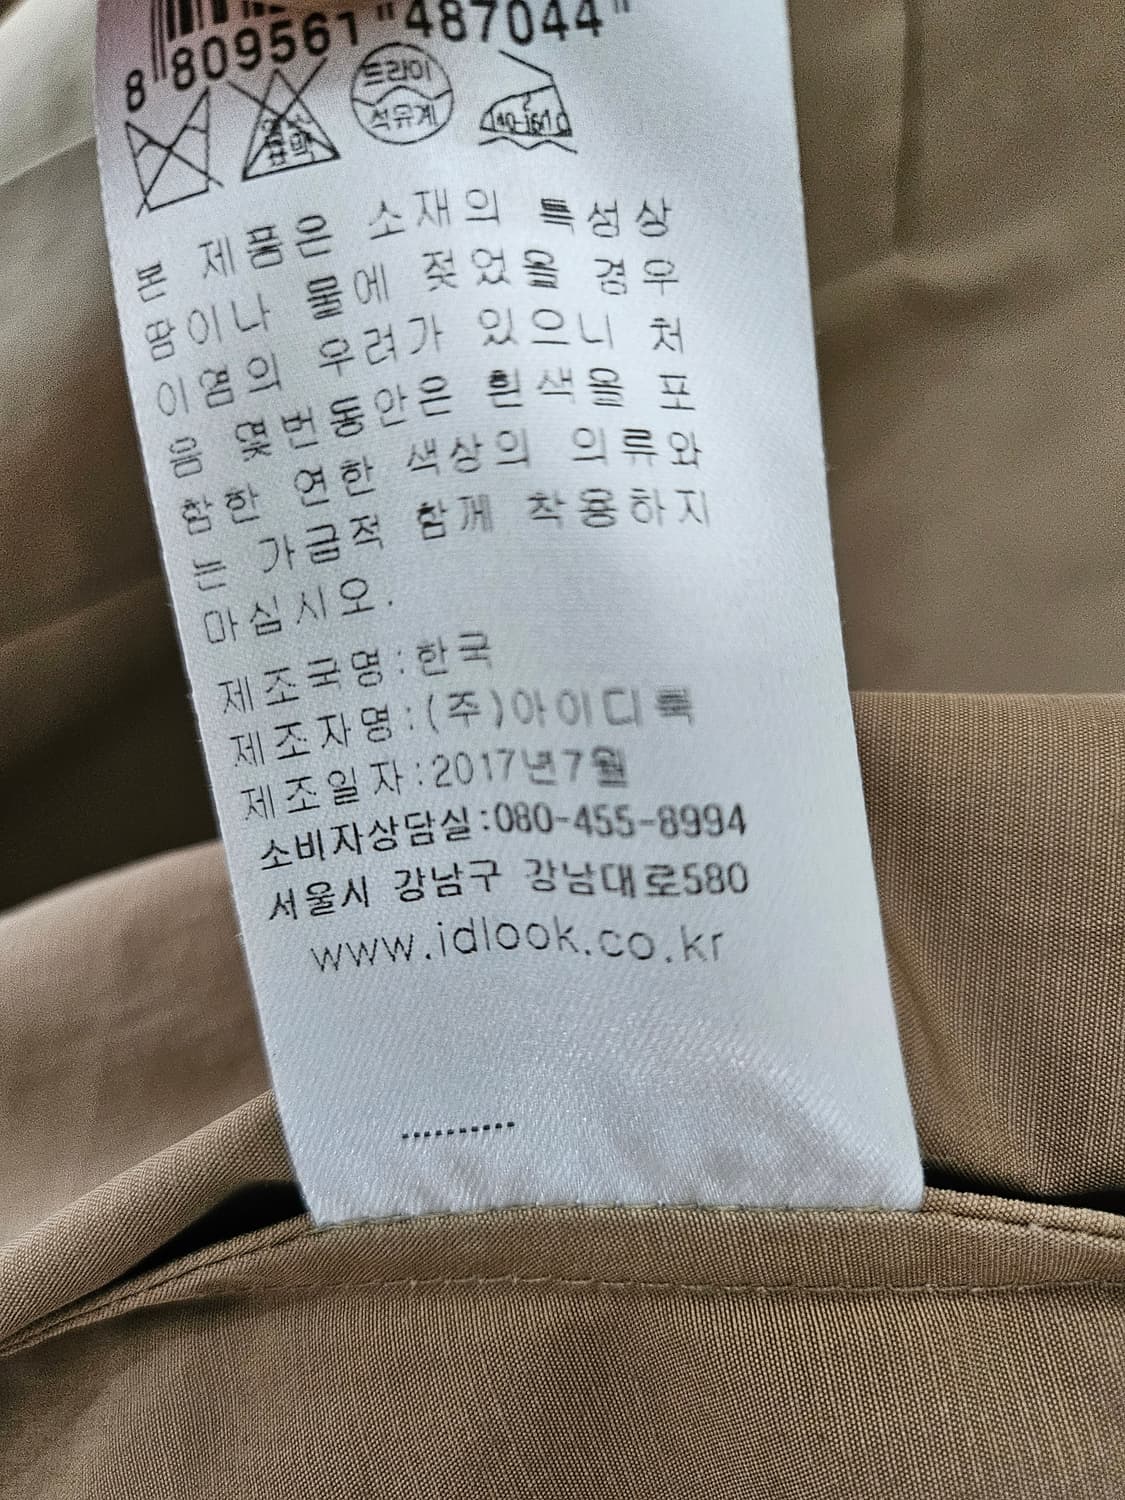 8 809561 487044
드라이
석유계
염소
표백
본 제품은 소재의 특성상
땀이나 물에 젖었을 경우
이염의 우려가 있으니 처
음 몇번동안은 흰색을 포
함한 연한 색상의 의류와
는 가급적 함께 착용하지
마십시오.
제조국명:한국
제조자명:(주)아이디룩
제조일자:2017년7월
소비자상담실:080-455-8994
서울시 강남구 강남대로580
www.idlook.co.kr